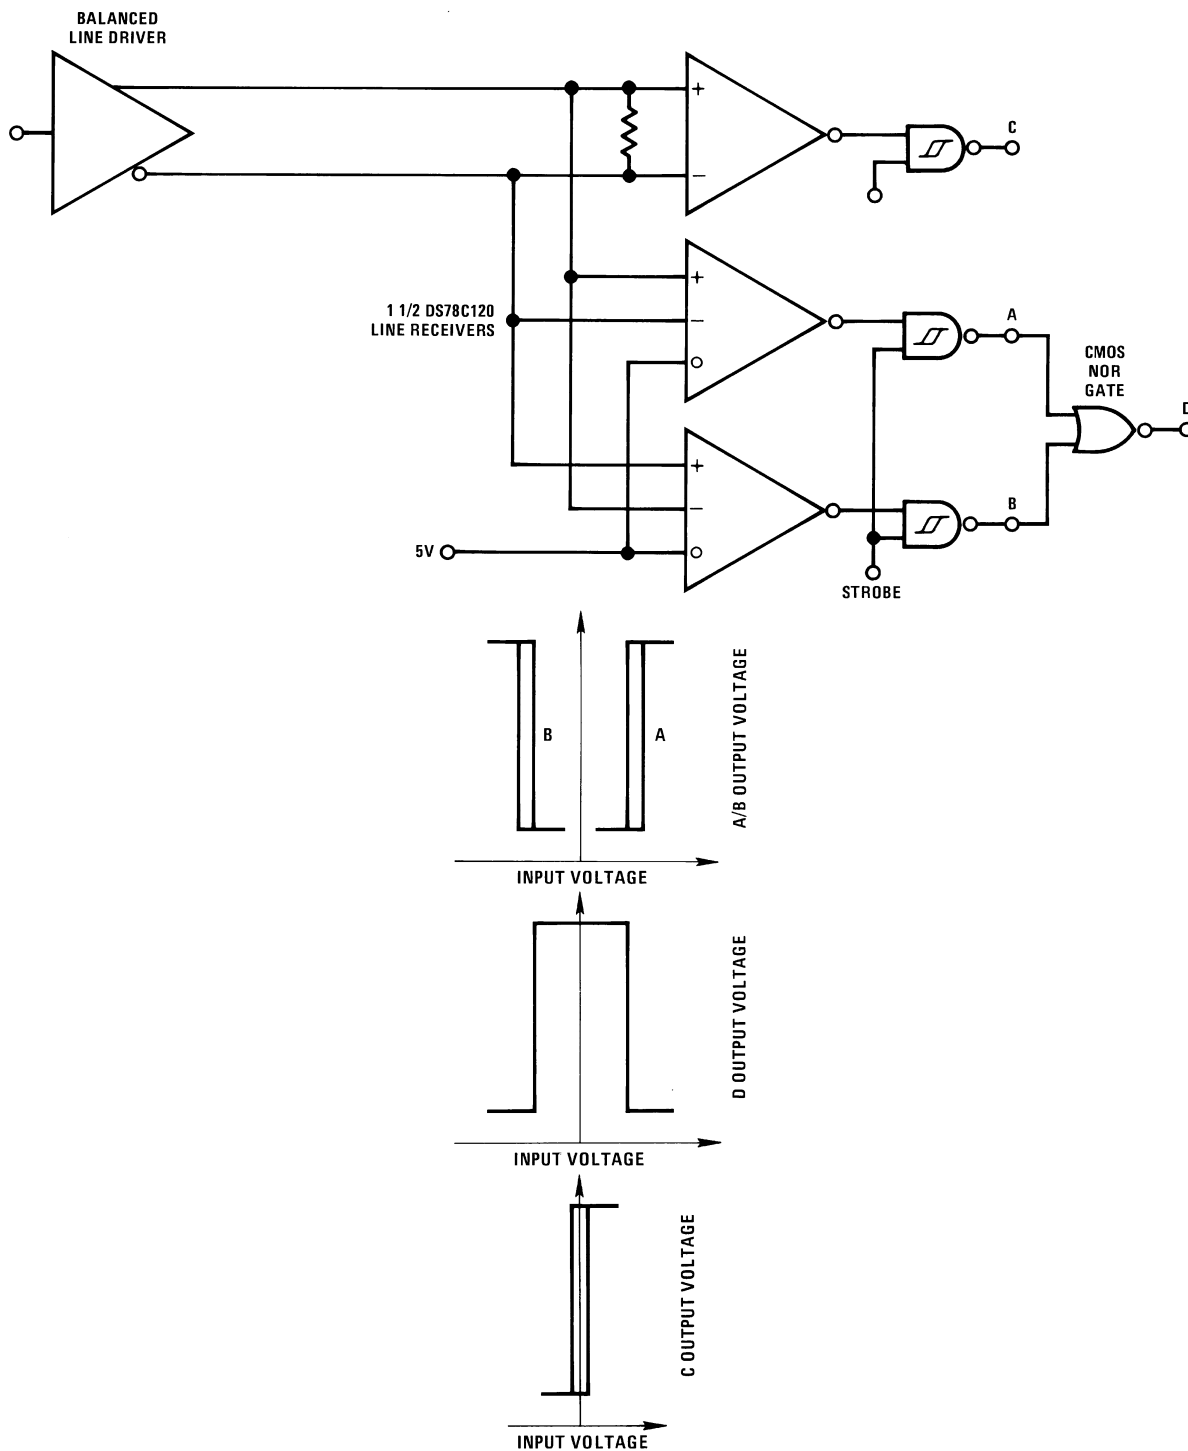 BALANCED
LINE DRIVER
+
−
C
1 1/2 DS78C120
LINE RECEIVERS
+
−
A
CMOS
NOR
GATE
D
+
−
B
5V
STROBE
B
A
A/B OUTPUT VOLTAGE
INPUT VOLTAGE
D OUTPUT VOLTAGE
INPUT VOLTAGE
C OUTPUT VOLTAGE
INPUT VOLTAGE